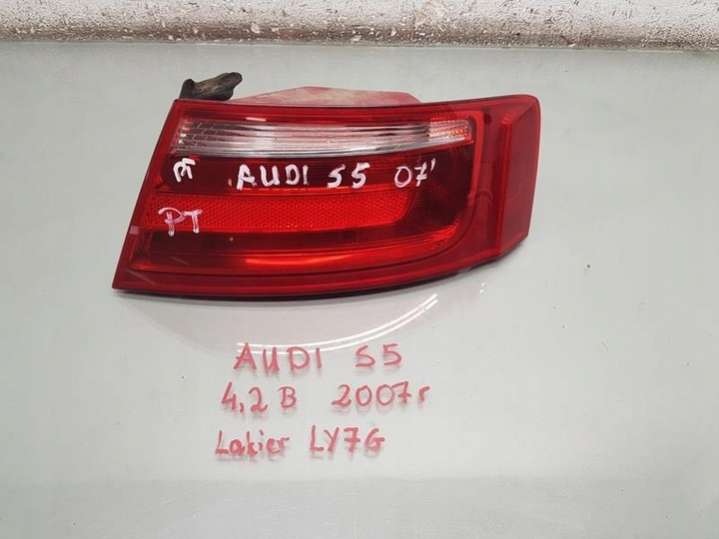 PT AUDI S5 07'
PT
AUDI S5
4,2 B 2007r
Lakier LY7G